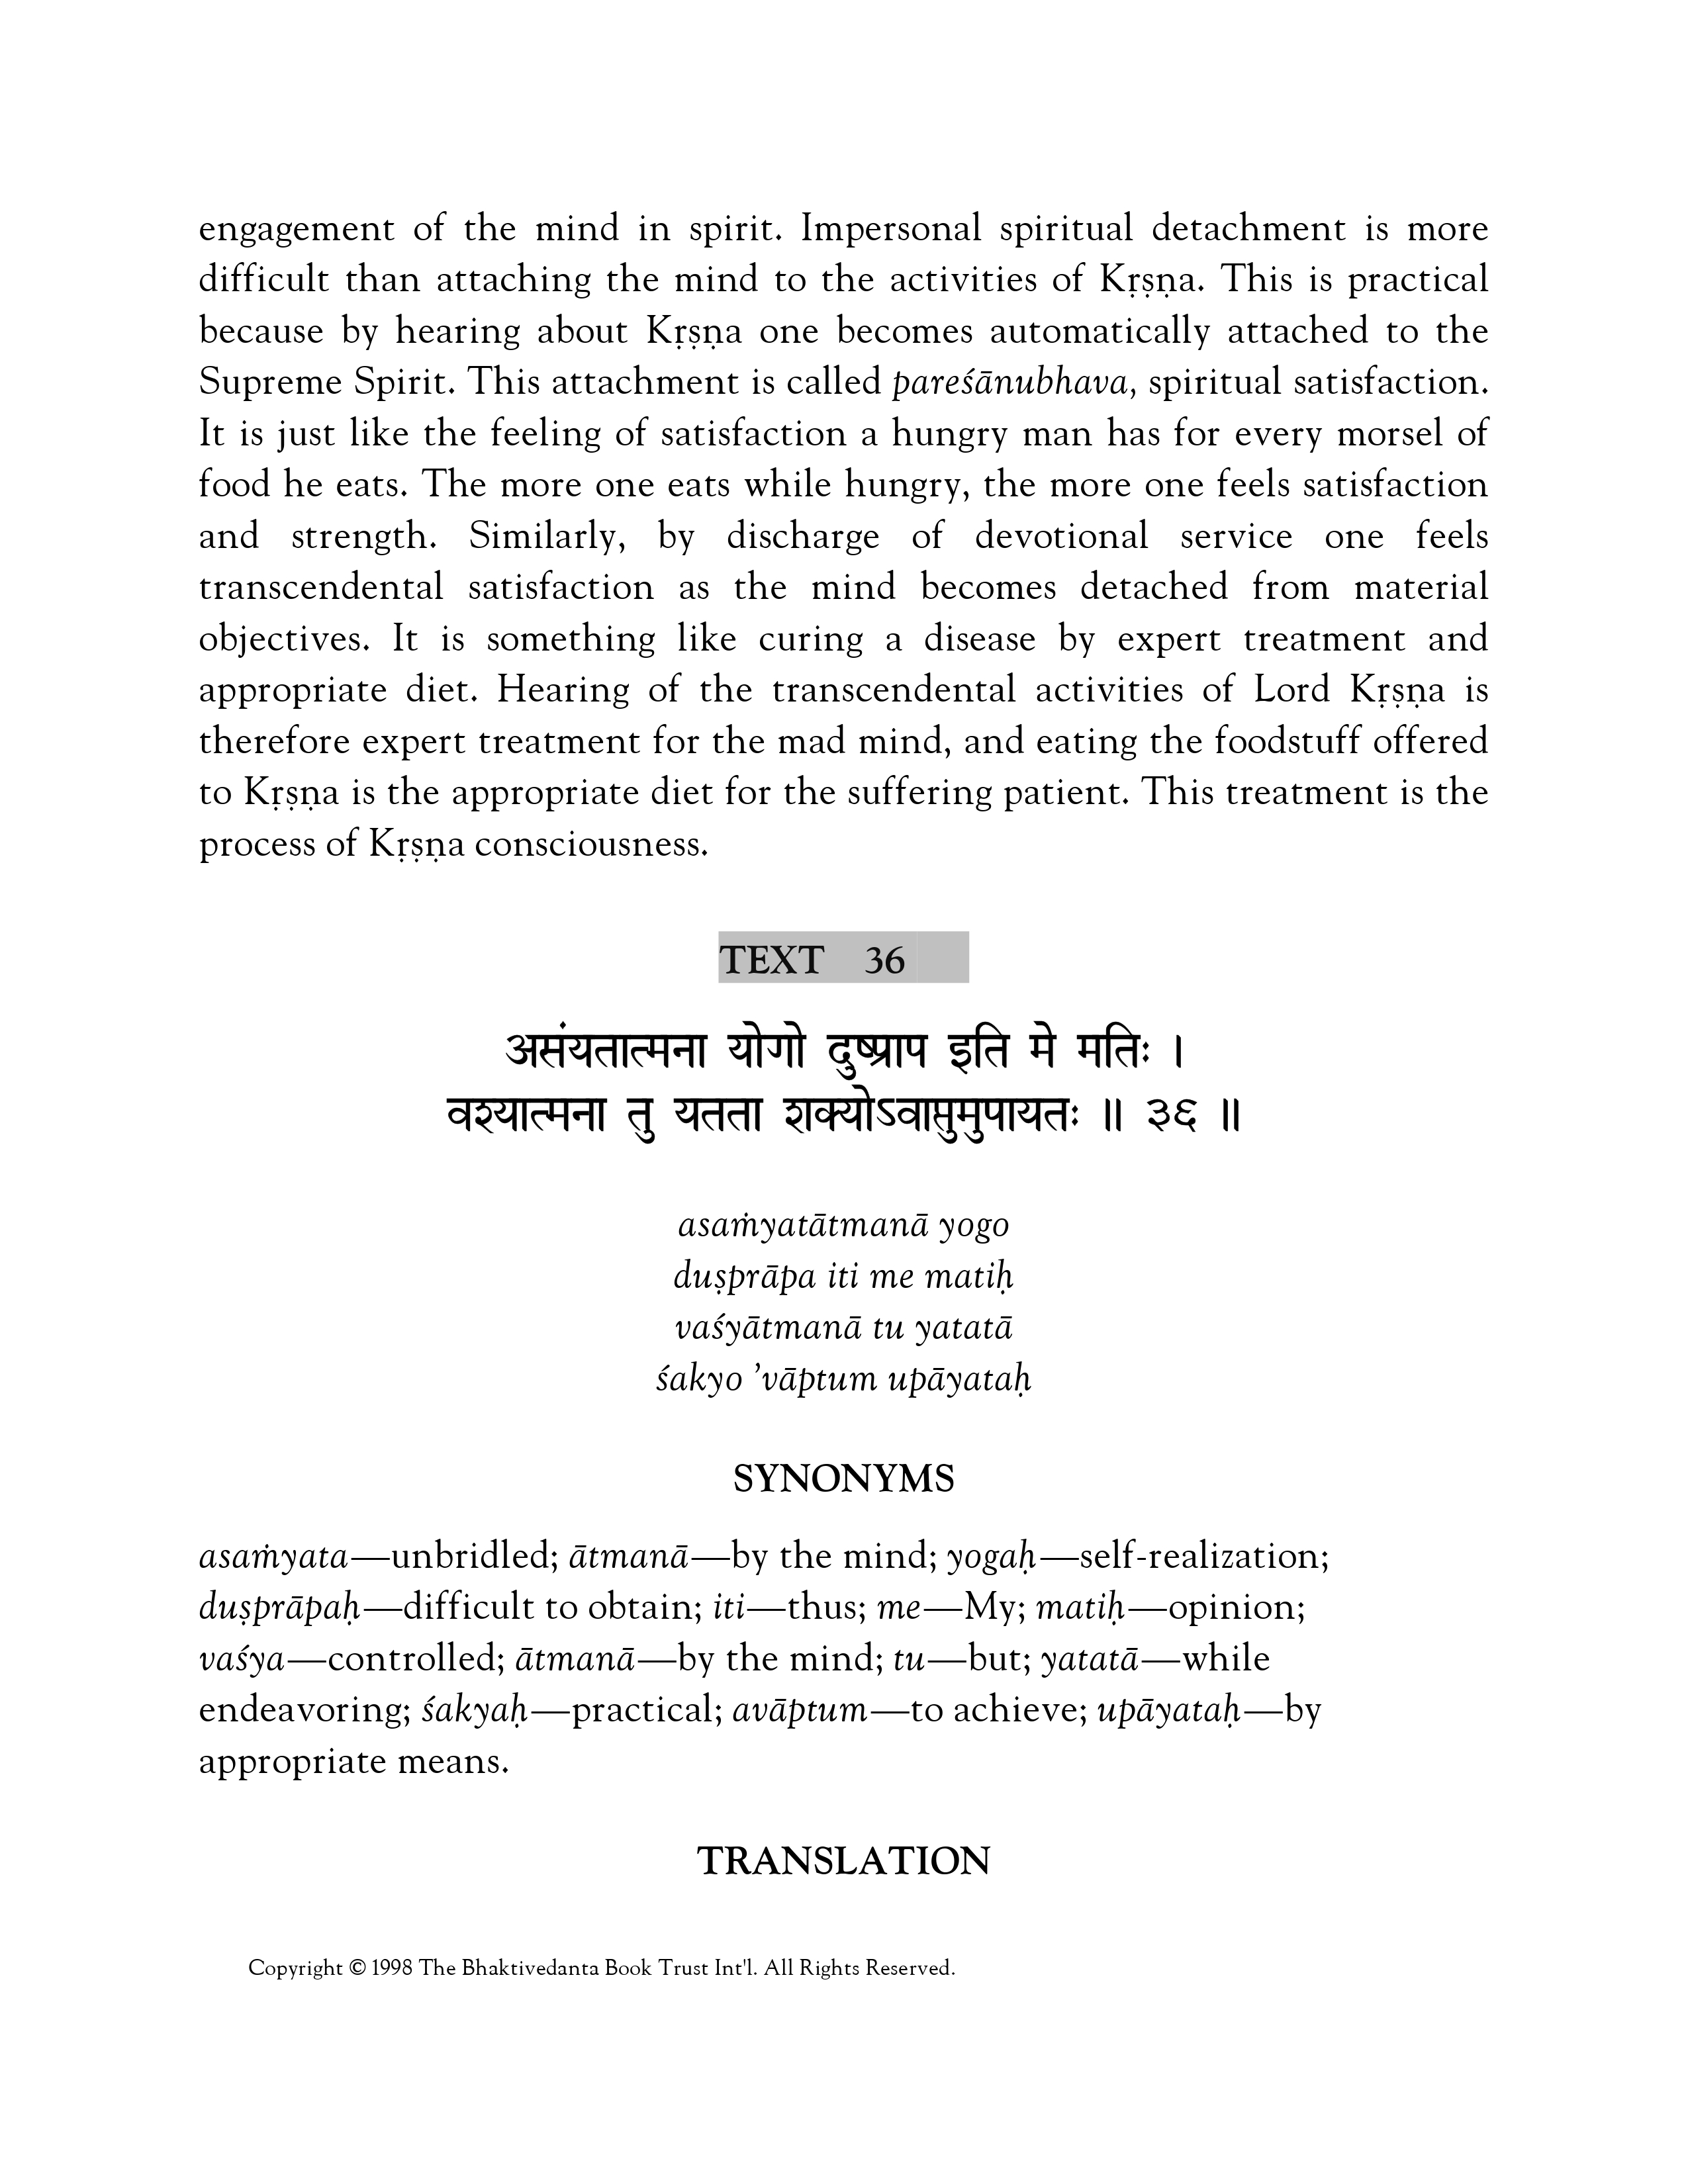 engagement of the mind in spirit. Impersonal spiritual detachment is more
difficult than attaching the mind to the activities of Kṛṣṇa. This is practical
because by hearing about Kṛṣṇa one becomes automatically attached to the
Supreme Spirit. This attachment is called pareśānubhava, spiritual satisfaction.
It is just like the feeling of satisfaction a hungry man has for every morsel of
food he eats. The more one eats while hungry, the more one feels satisfaction
and strength. Similarly, by discharge of devotional service one feels
transcendental satisfaction as the mind becomes detached from material
objectives. It is something like curing a disease by expert treatment and
appropriate diet. Hearing of the transcendental activities of Lord Kṛṣṇa is
therefore expert treatment for the mad mind, and eating the foodstuff offered
to Kṛṣṇa is the appropriate diet for the suffering patient. This treatment is the
process of Kṛṣṇa consciousness.
TEXT 36
असंयतात्मना योगो दुष्प्राप इति मे मतिः ।
वश्यात्मना तु यतता शक्योऽवाप्तुमुपायतः ॥ ३६ ॥
asaṁyatātmanā yogo
duṣprāpa iti me matiḥ
vaśyātmanā tu yatatā
śakyo ’vāptum upāyataḥ
SYNONYMS
asaṁyata—unbridled; ātmanā—by the mind; yogaḥ—self-realization;
duṣprāpaḥ—difficult to obtain; iti—thus; me—My; matiḥ—opinion;
vaśya—controlled; ātmanā—by the mind; tu—but; yatatā—while
endeavoring; śakyaḥ—practical; avāptum—to achieve; upāyataḥ—by
appropriate means.
TRANSLATION
Copyright © 1998 The Bhaktivedanta Book Trust Int'l. All Rights Reserved.